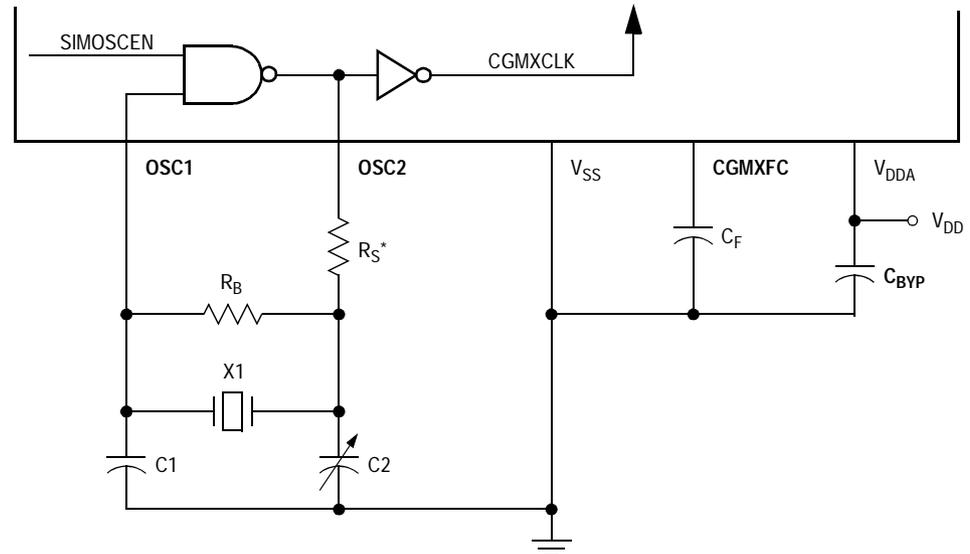 SIMOSCEN
CGMXCLK
OSC1
OSC2
VSS
CGMXFC
VDDA
VDD
RS*
CF
CBYP
RB
X1
C1
C2